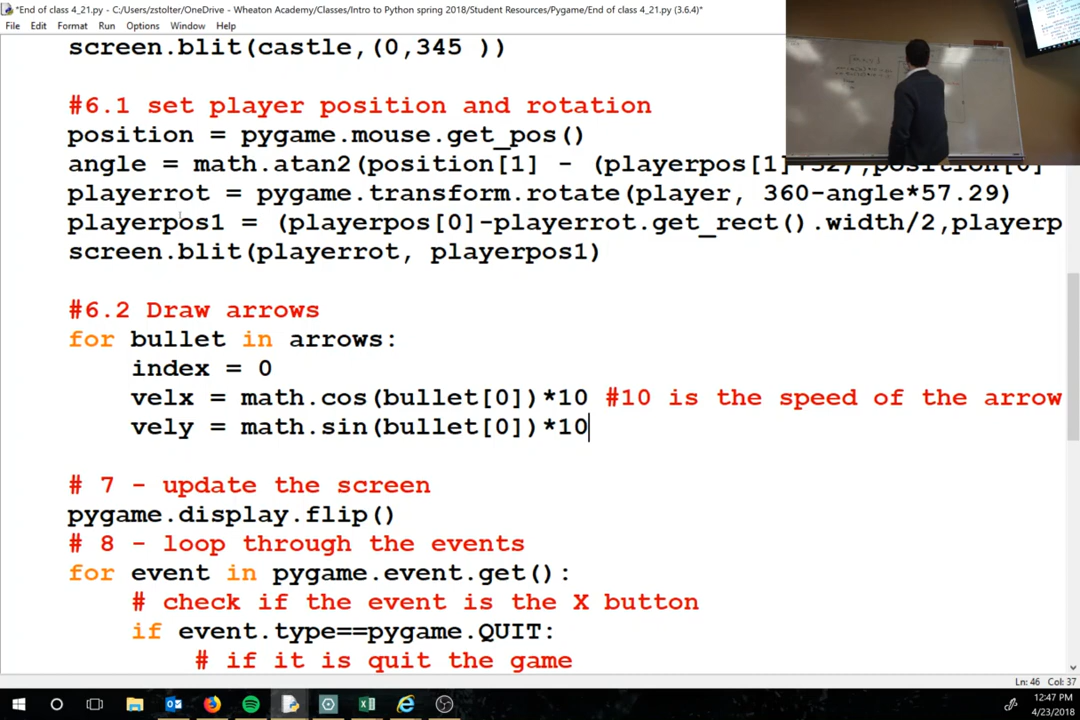 *End of class 4_21.py - C:/Users/zstolter/OneDrive - Wheaton Academy/Classes/Intro to Python spring 2018/Student Resources/Pygame/End of class 4_21.py (3.6.4)*
File Edit Format Run Options Window Help
screen.blit(castle,(0,345 ))
#6.1 set player position and rotation
position = pygame.mouse.get_pos()
angle = math.atan2(position[1] - (playerpos[1]+32),position[0]
playerrot = pygame.transform.rotate(player, 360-angle*57.29)
playerpos1 = (playerpos[0]-playerrot.get_rect().width/2,playerp
screen.blit(playerrot, playerpos1)
#6.2 Draw arrows
for bullet in arrows:
index = 0
velx = math.cos(bullet[0])*10 #10 is the speed of the arrow
vely = math.sin(bullet[0])*10
# 7 - update the screen
pygame.display.flip()
# 8 - loop through the events
for event in pygame.event.get():
# check if the event is the X button
if event.type==pygame.QUIT:
# if it is quit the game
Ln: 46 Col: 37
12:47 PM
4/23/2018